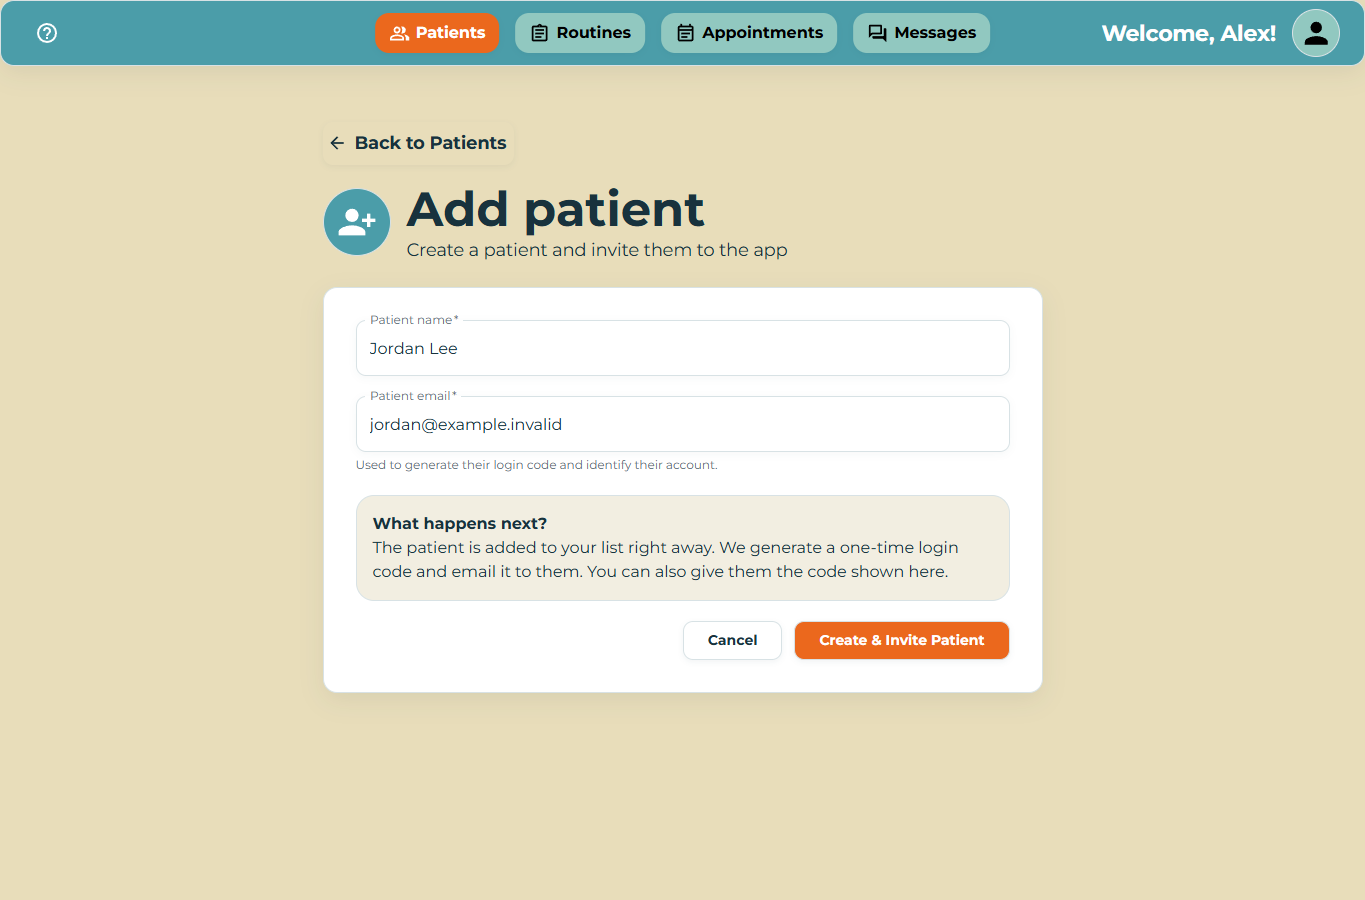 Patients
Routines
Appointments
Messages
Welcome, Alex!
Back to Patients
Add patient
Create a patient and invite them to the app
Patient name*
Jordan Lee
Patient email*
jordan@example.invalid
Used to generate their login code and identify their account.
What happens next?
The patient is added to your list right away. We generate a one-time login
code and email it to them. You can also give them the code shown here.
Cancel
Create & Invite Patient